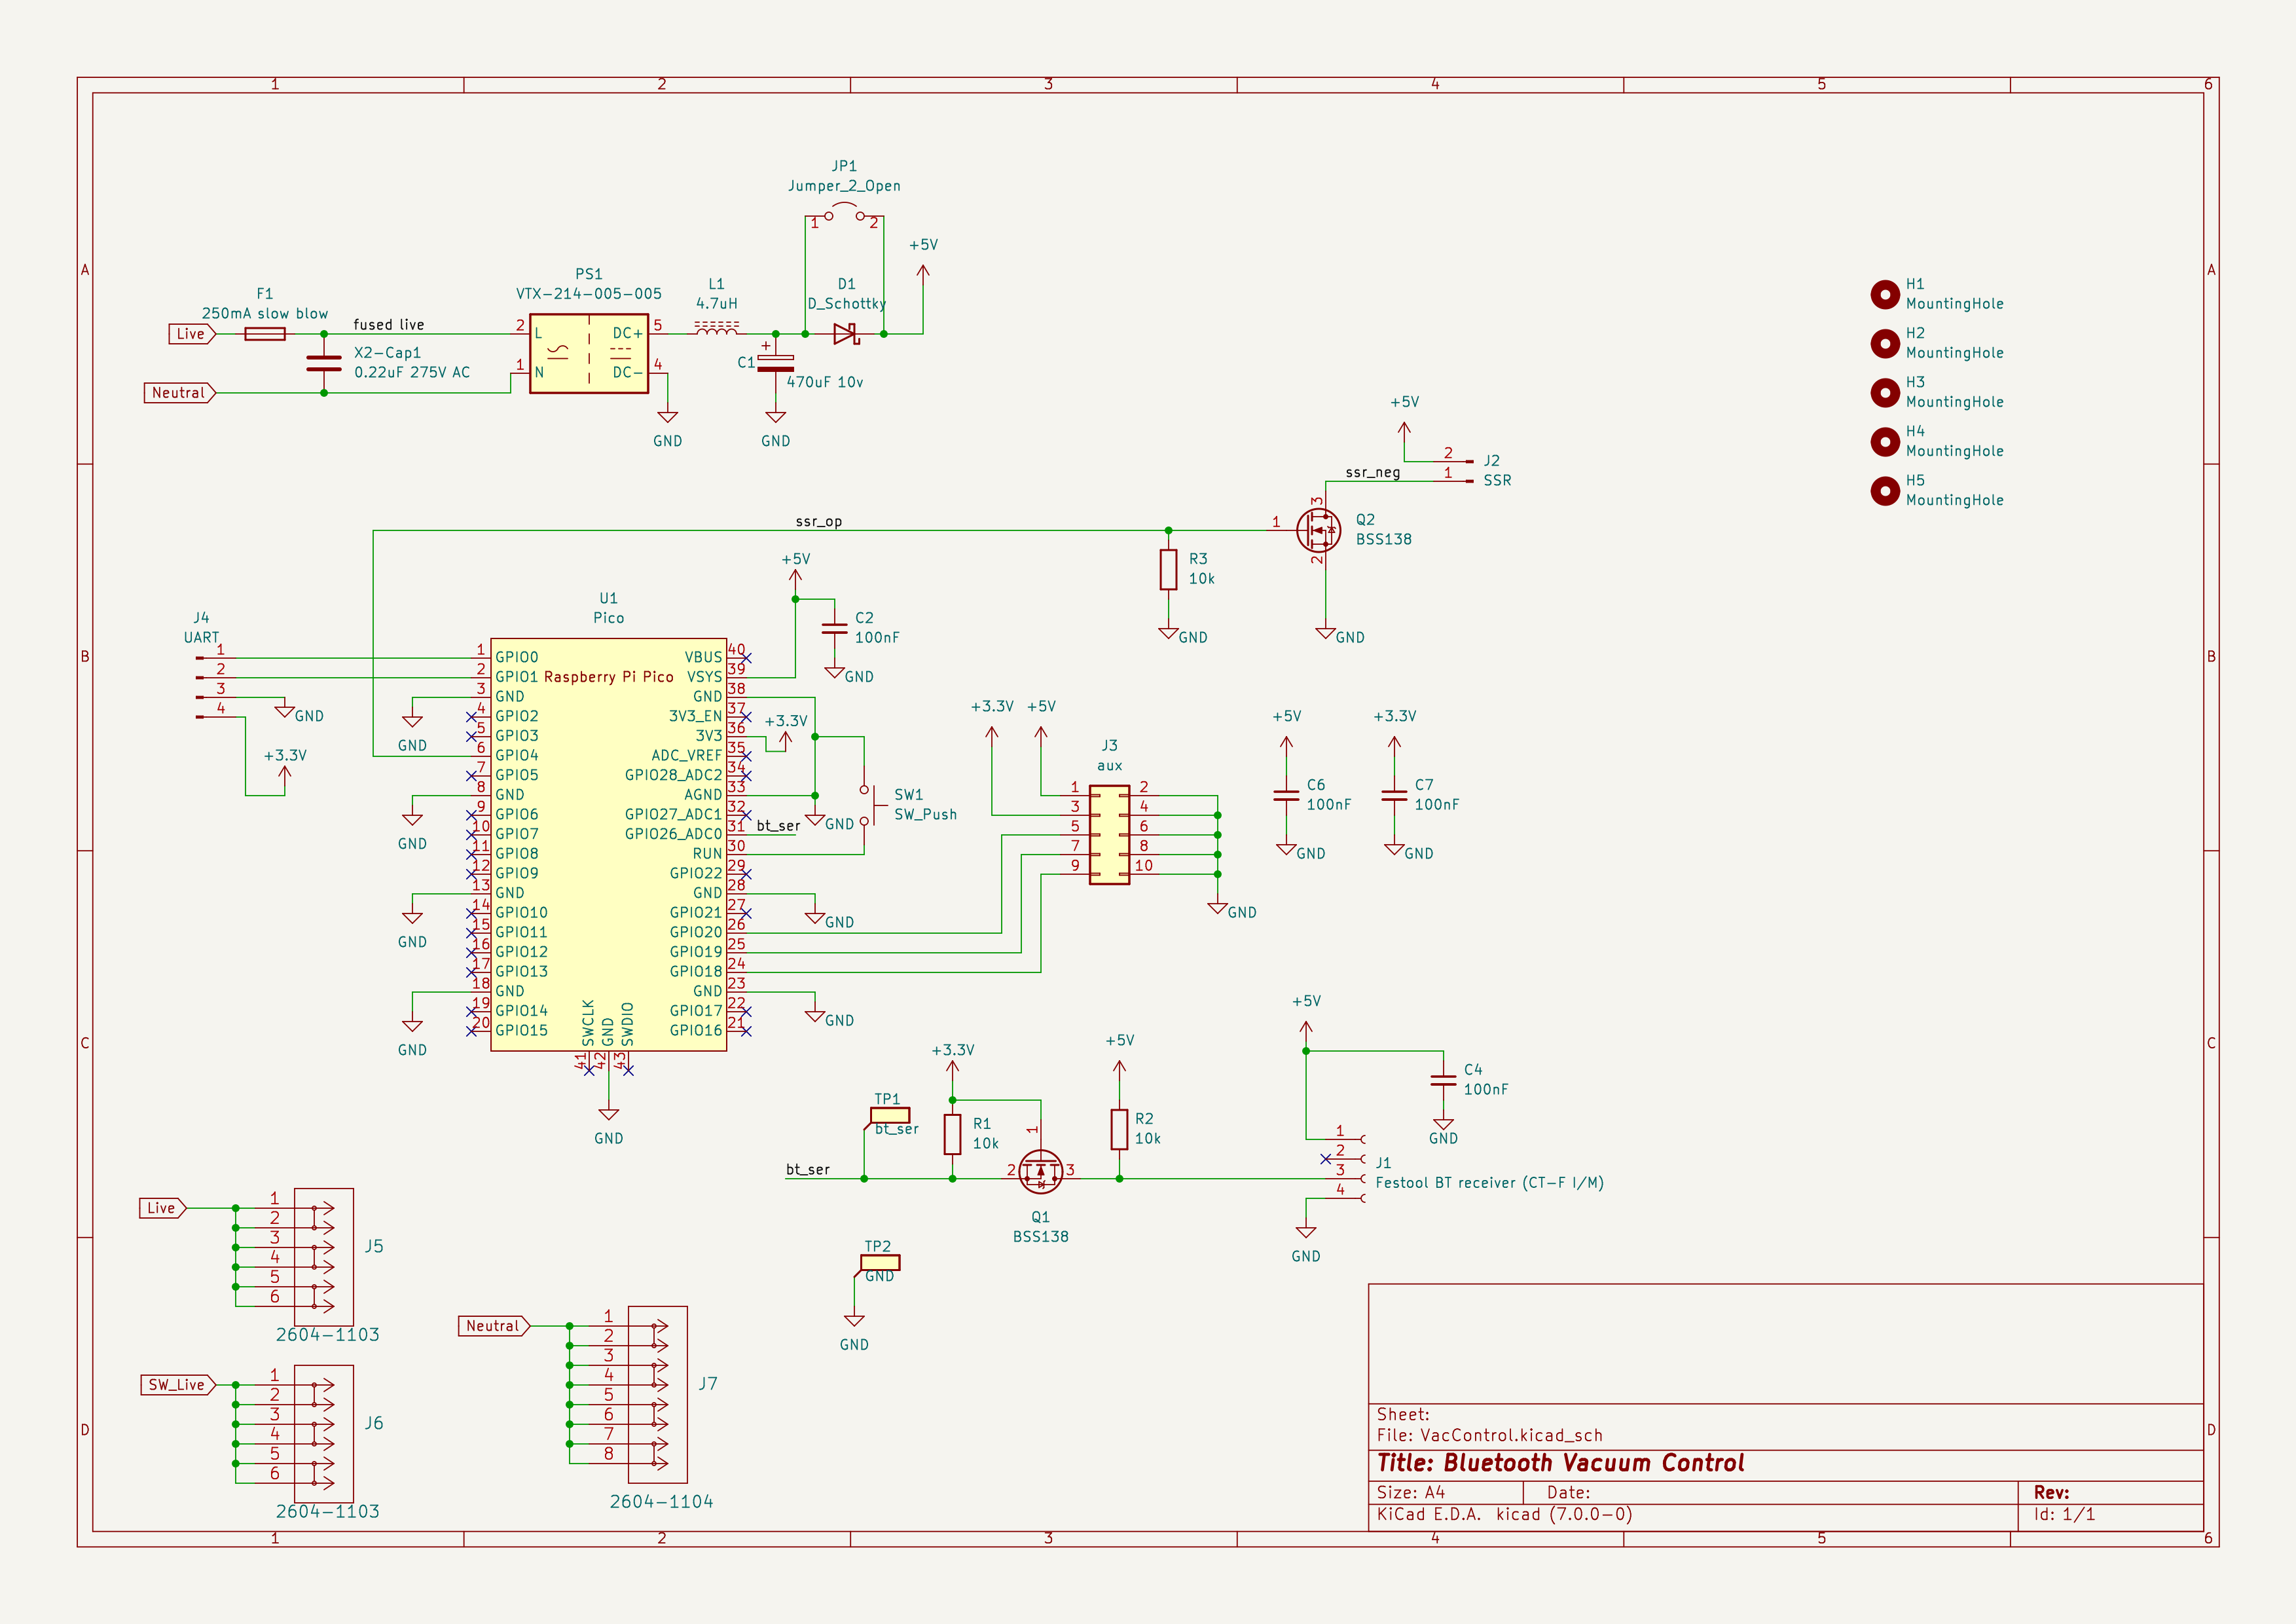 1 2 3 4 5 6
A A
B B
C C
D D
1 2 3 4 5 6
JP1
Jumper_2_Open
1 2
+5V
F1
250mA slow blow
Live
fused live
X2-Cap1
0.22uF 275V AC
Neutral
PS1
VTX-214-005-005
2 L DC+ 5
1 N DC- 4
GND
L1
4.7uH
D1
D_Schottky
+
C1
470uF 10v
GND
H1
MountingHole
H2
MountingHole
H3
MountingHole
H4
MountingHole
H5
MountingHole
+5V
2
1
J2
SSR
ssr_neg
3
1
2
Q2
BSS138
GND
ssr_op
R3
10k
GND
+5V
C2
100nF
GND
J4
UART
1
2
3
4
GND
+3.3V
U1
Pico
Raspberry Pi Pico
1 GPIO0
2 GPIO1
3 GND
4 GPIO2
5 GPIO3
6 GPIO4
7 GPIO5
8 GND
9 GPIO6
10 GPIO7
11 GPIO8
12 GPIO9
13 GND
14 GPIO10
15 GPIO11
16 GPIO12
17 GPIO13
18 GND
19 GPIO14
20 GPIO15
VBUS 40
VSYS 39
GND 38
3V3_EN 37
3V3 36
ADC_VREF 35
GPIO28_ADC2 34
AGND 33
GPIO27_ADC1 32
GPIO26_ADC0 31
RUN 30
GPIO22 29
GND 28
GPIO21 27
GPIO20 26
GPIO19 25
GPIO18 24
GND 23
GPIO17 22
GPIO16 21
SWCLK 41
GND 42
SWDIO 43
GND
GND
GND
GND
GND
+3.3V
GND
bt_ser
SW1
SW_Push
GND
GND
+3.3V +5V
J3
aux
1 2
3 4
5 6
7 8
9 10
GND
+5V
C6
100nF
GND
+3.3V
C7
100nF
GND
+5V
C4
100nF
GND
1
2
3
4
J1
Festool BT receiver (CT-F I/M)
GND
+3.3V
R1
10k
+5V
R2
10k
TP1
bt_ser
bt_ser
1
2 3
Q1
BSS138
TP2
GND
GND
Live
1
2
3
4
5
6
J5
2604-1103
SW_Live
1
2
3
4
5
6
J6
2604-1103
Neutral
1
2
3
4
5
6
7
8
J7
2604-1104
Sheet:
File: VacControl.kicad_sch
Title: Bluetooth Vacuum Control
Size: A4 Date: Rev:
KiCad E.D.A. kicad (7.0.0-0) Id: 1/1